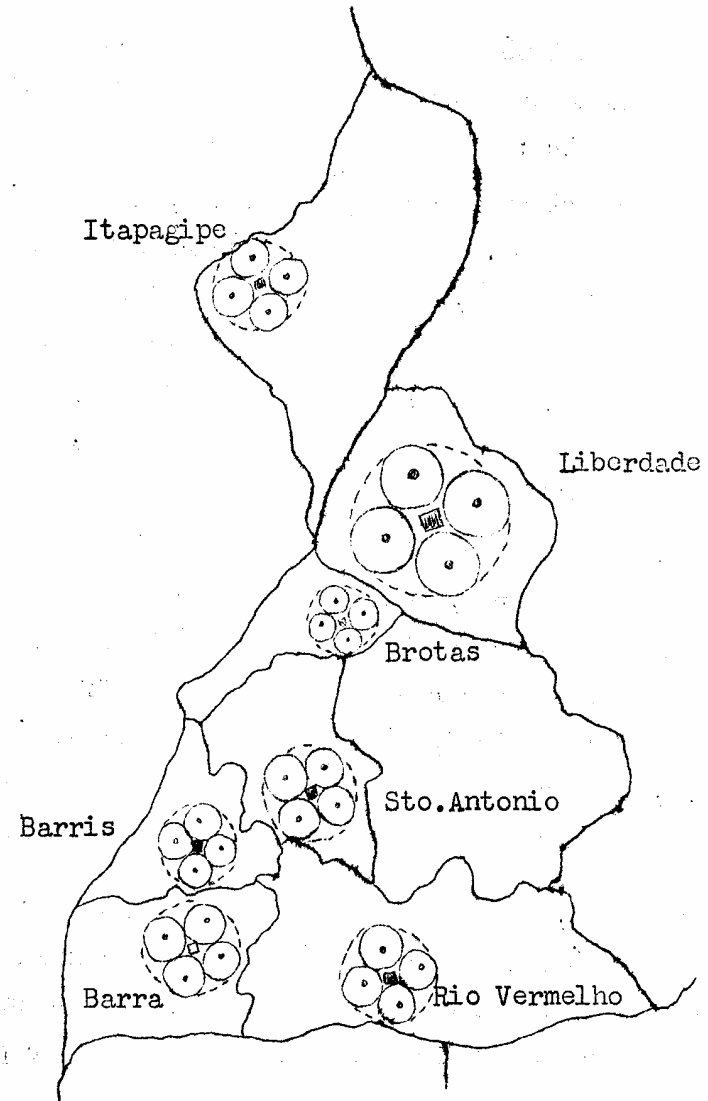 Itapagipe
Liberdade
Brotas
Sto.Antonio
Barris
Barra
Rio Vermelho